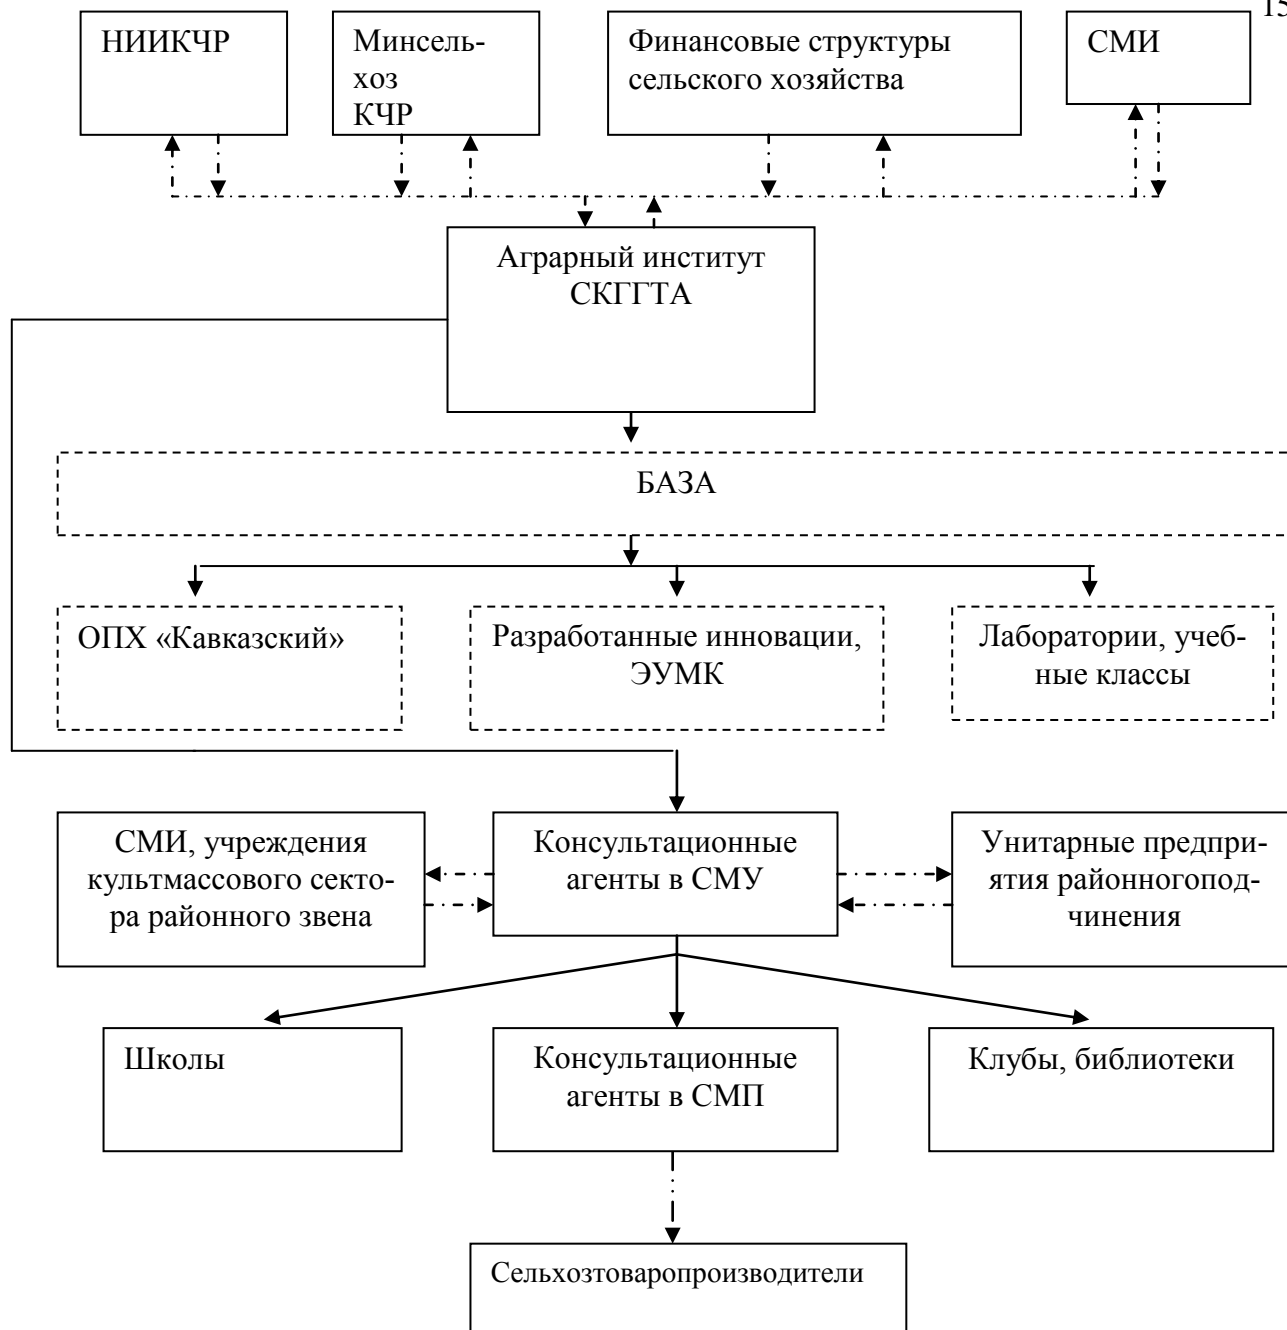 15
НИИКЧР
Минсель-
хоз
КЧР
Финансовые структуры
сельского хозяйства
СМИ
Аграрный институт
СКГГТА
БАЗА
ОПХ «Кавказский»
Разработанные инновации,
ЭУМК
Лаборатории, учеб-
ные классы
СМИ, учреждения
культмассового секто-
ра районного звена
Консультационные
агенты в СМУ
Унитарные предпри-
ятия районногопод-
чинения
Школы
Консультационные
агенты в СМП
Клубы, библиотеки
Сельхозтоваропроизводители